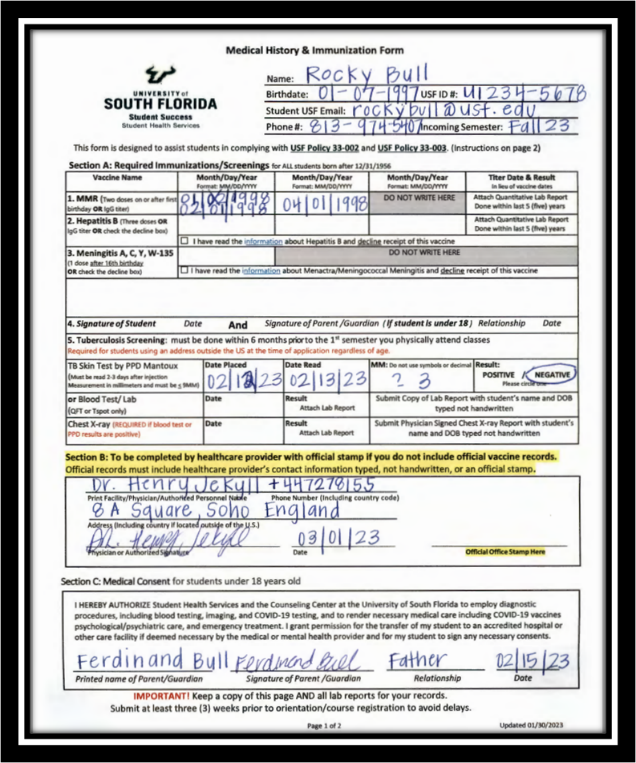 Medical History & Immunization Form
UNIVERSITY of
SOUTH FLORIDA
Student Success
Student Health Services
Name: Rocky Bull
Birthdate: 01-07-1997 USF ID#: U1234-5678
Student USF Email: rockybull@usf.edu
Phone#: 813-974-5407 Incoming Semester: Fall 23
This form is designed to assist students in complying with USF Policy 33-002 and USF Policy 33-003. (Instructions on page 2)
Section A: Required Immunizations/Screenings for ALL students born after 12/31/1956
Vaccine Name Month/Day/Year Month/Day/Year Month/Day/Year Titer Date & Result
Format: MM/DD/YYYY Format: MM/DD/YYYY Format: MM/DD/YYYY In lieu of vaccine dates
1. MMR (Two doses on or after first birthday OR IgG titer) 02/01/1998 04/01/1998 DO NOT WRITE HERE Attach Quantitative Lab Report Done within last 5 (five) years
2. Hepatitis B (Three doses OR IgG titer OR check the decline box) Attach Quantitative Lab Report Done within last 5 (five) years
I have read the information about Hepatitis B and decline receipt of this vaccine
3. Meningitis A, C, Y, W-135 DO NOT WRITE HERE
(1 dose after 16th birthday OR check the decline box)
I have read the information about Menactra/Meningococcal Meningitis and decline receipt of this vaccine
4. Signature of Student Date And Signature of Parent/Guardian (If student is under 18) Relationship Date
5. Tuberculosis Screening: must be done within 6 months prior to the 1st semester you physically attend classes
Required for students using an address outside the US at the time of application regardless of age.
TB Skin Test by PPD Mantoux Date Placed Date Read MM: Do not use symbols or decimal Result:
(Must be read 2-3 days after injection Measurement in millimeters and must be ≤ 9MM) 02/12/23 02/13/23 3 POSITIVE / NEGATIVE
Please circle one
or Blood Test/ Lab Date Result Submit Copy of Lab Report with student's name and DOB
(QFT or Tspot only) Attach Lab Report typed not handwritten
Chest X-ray (REQUIRED if blood test or PPD results are positive) Date Result Attach Lab Report Submit Physician Signed Chest X-ray Report with student's name and DOB typed not handwritten
Section B: To be completed by healthcare provider with official stamp if you do not include official vaccine records.
Official records must include healthcare provider's contact information typed, not handwritten, or an official stamp.
Dr. Henry Jekyll +447278155
Print Facility/Physician/Authorized Personnel Name Phone Number (Including country code)
8 A Square, Soho England
Address (Including country if located outside of the U.S.)
Dr. Henry Jekyll 03/01/23
Physician or Authorized Signature Date Official Office Stamp Here
Section C: Medical Consent for students under 18 years old
I HEREBY AUTHORIZE Student Health Services and the Counseling Center at the University of South Florida to employ diagnostic
procedures, including blood testing, imaging, and COVID-19 testing, and to render necessary medical care including COVID-19 vaccines
psychological/psychiatric care, and emergency treatment. I grant permission for the transfer of my student to an accredited hospital or
other care facility if deemed necessary by the medical or mental health provider and for my student to sign any necessary consents.
Ferdinand Bull Ferdinand Bull Father 02/15/23
Printed name of Parent/Guardian Signature of Parent /Guardian Relationship Date
IMPORTANT! Keep a copy of this page AND all lab reports for your records.
Submit at least three (3) weeks prior to orientation/course registration to avoid delays.
Page 1 of 2 Updated 01/30/2023